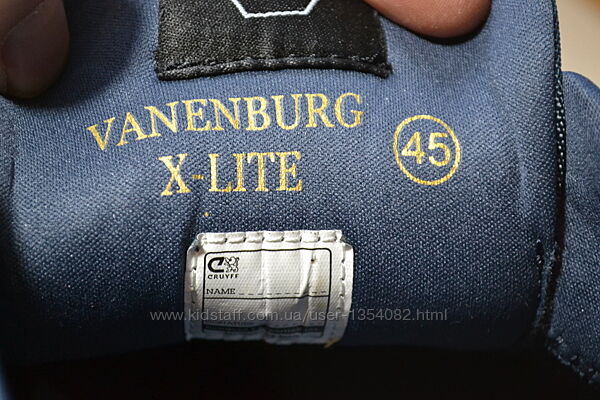 VANENBURG
X-LITE
45
CRUYFF
NAME
www.kidstaff.com.ua/user-1354082.html